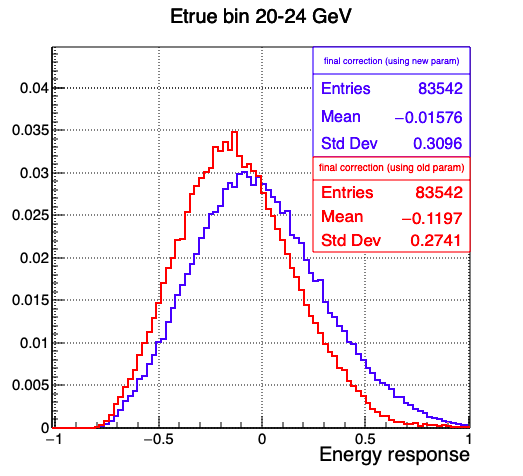 Etrue bin 20-24 GeV
final correction (using new param)
Entries 83542
Mean −0.01576
Std Dev 0.3096
final correction (using old param)
Entries 83542
Mean −0.1197
Std Dev 0.2741
0.04
0.035
0.03
0.025
0.02
0.015
0.01
0.005
0
−1 −0.5 0 0.5 1
Energy response